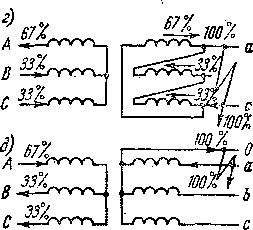 г) 67% 67% 100%
A a
33% 33%
B
33% 33%
C c
100%
д) 67% 100% 0
A a
33% 100%
B b
33%
C c